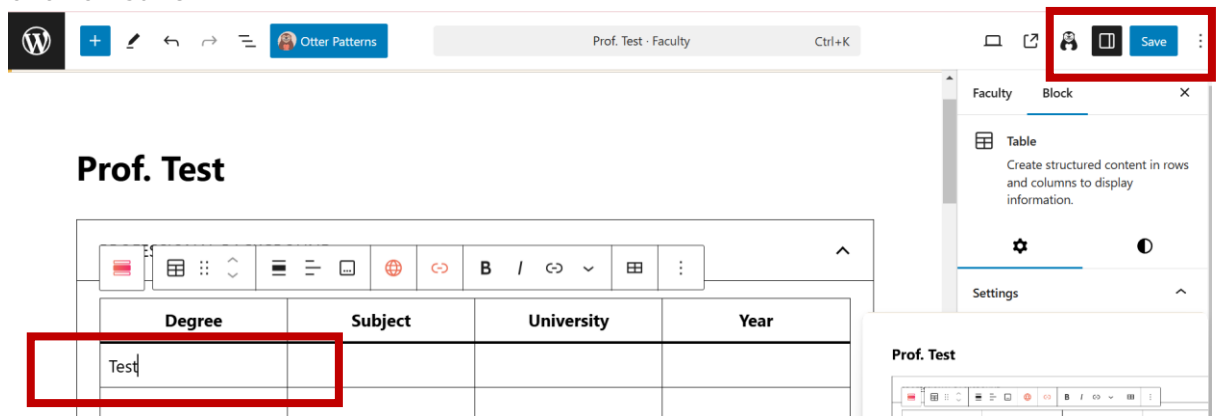 Otter Patterns
Prof. Test · Faculty Ctrl+K
Save
Faculty Block
Table
Create structured content in rows
and columns to display
information.
Prof. Test
B I
Settings
Degree Subject University Year
Test
Prof. Test
B I